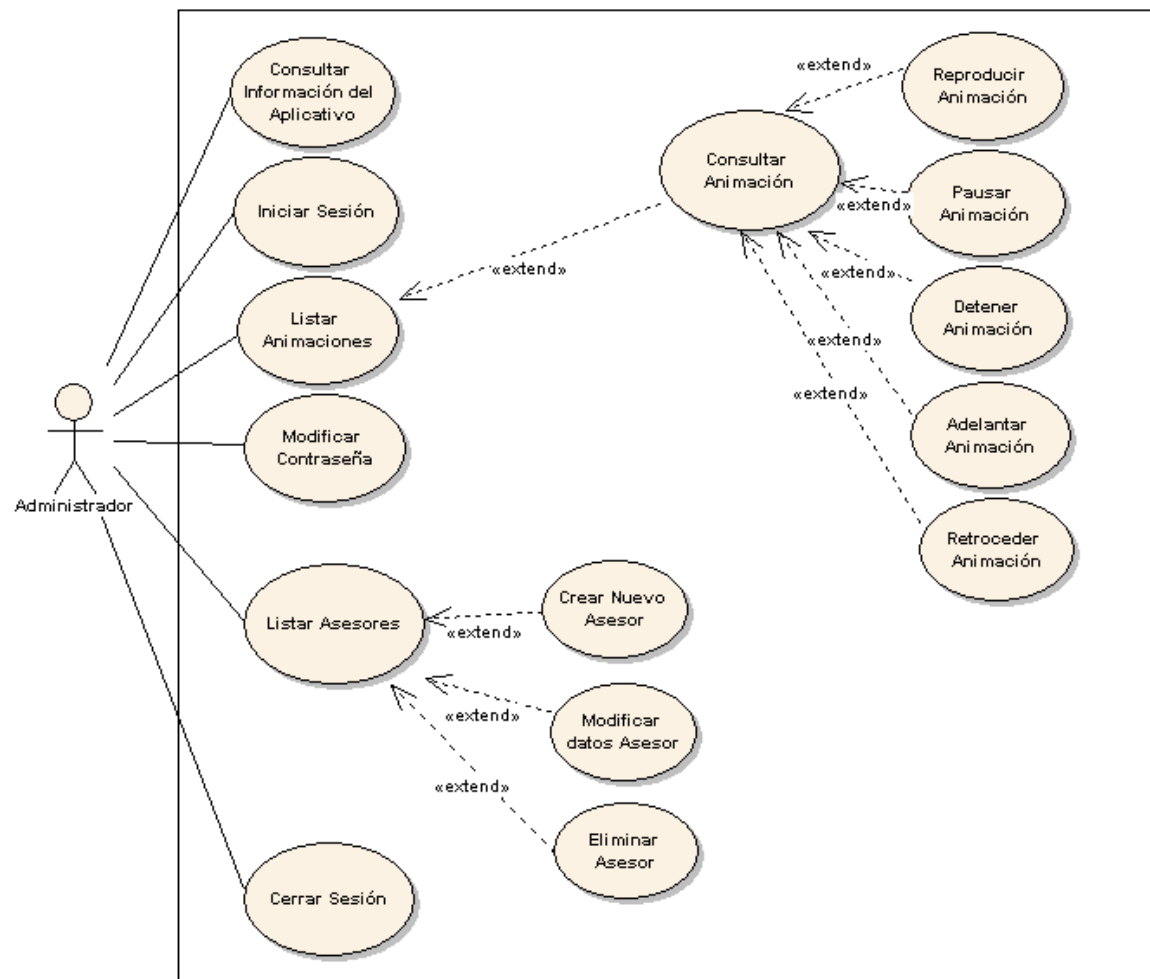 Consultar
Información del
Aplicativo
Iniciar Sesión
Listar
Animaciones
Modificar
Contraseña
Administrador
Listar Asesores
Cerrar Sesión
«extend»
Consultar
Animación
«extend»
Reproducir
Animación
«extend»
Pausar
Animación
«extend»
Detener
Animación
«extend»
Adelantar
Animación
«extend»
Retroceder
Animación
«extend»
Crear Nuevo
Asesor
«extend»
Modificar
datos Asesor
«extend»
Eliminar
Asesor